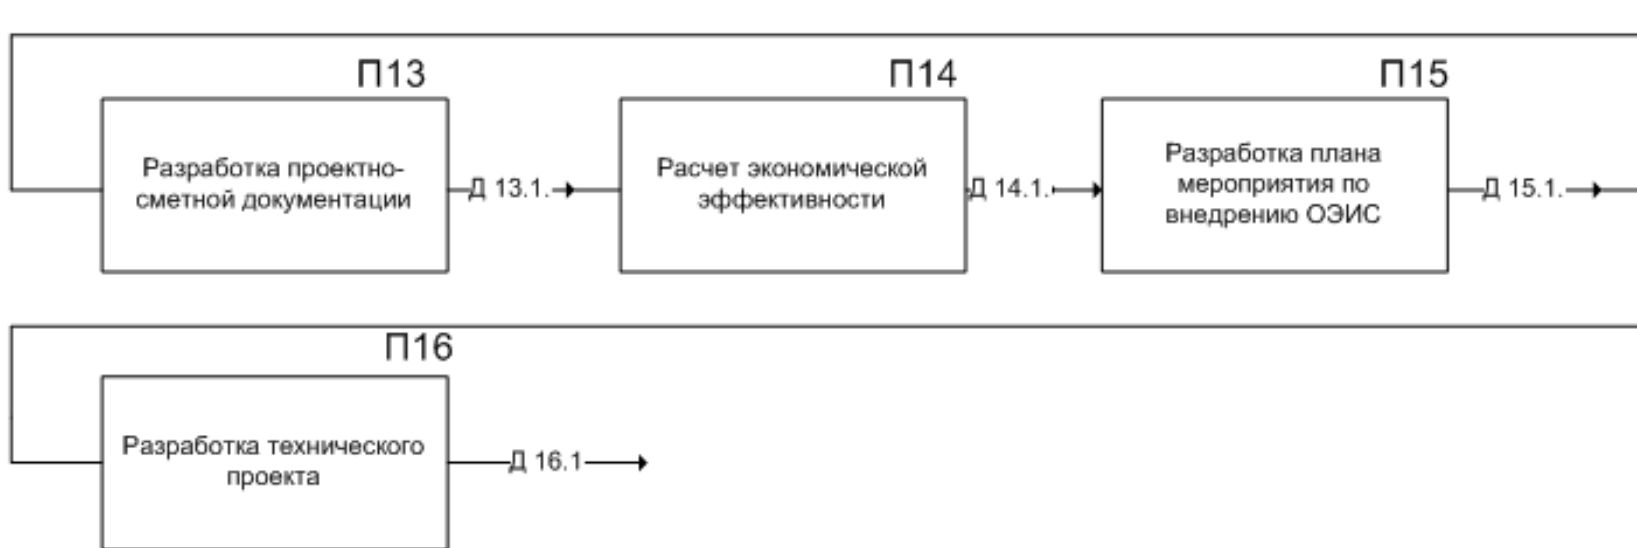 П13
П14
П15
Разработка проектно-
сметной документации
Д 13.1.
Расчет экономической
эффективности
Д 14.1.
Разработка плана
мероприятия по
внедрению ОЭИС
Д 15.1.
П16
Разработка технического
проекта
Д 16.1